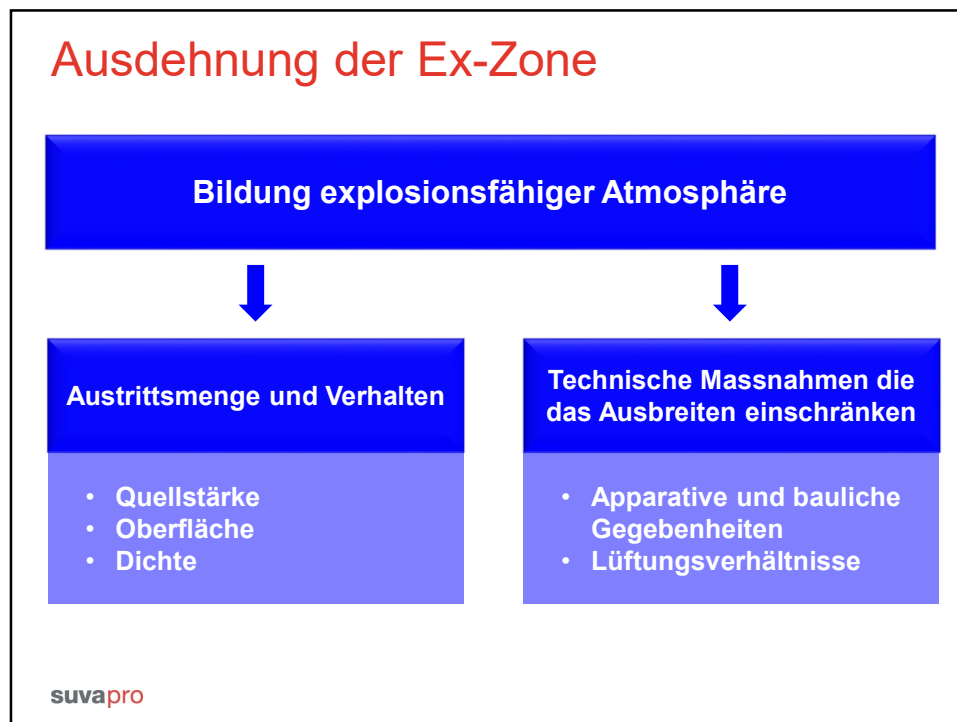 Ausdehnung der Ex-Zone
Bildung explosionsfähiger Atmosphäre
Austrittsmenge und Verhalten
• Quellstärke
• Oberfläche
• Dichte
Technische Massnahmen die
das Ausbreiten einschränken
• Apparative und bauliche
Gegebenheiten
• Lüftungsverhältnisse
suvapro